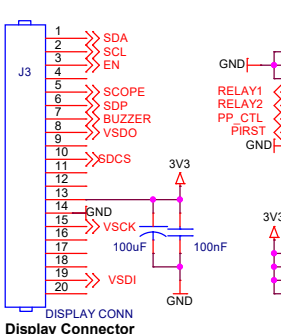 J3
1 SDA
2 SCL
3 EN
4
5 SCOPE
6 SDP
7 BUZZER
8 VSDO
9
10 SDCS
11
12
13
14 GND
15 VSCK
16
17
18
19 VSDI
20
3V3
100uF
100nF
GND
DISPLAY CONN
Display Connector
GND
RELAY1
RELAY2
PP_CTL
PIRST
GND
3V3